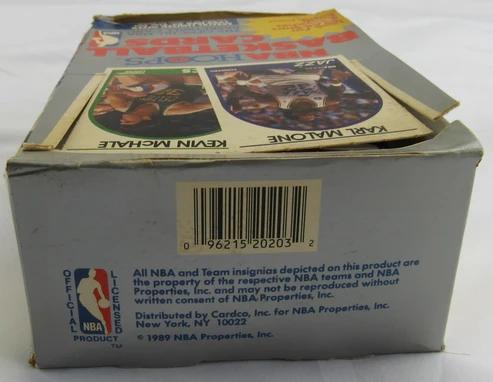 NBA HOOPS
BASKETBALL
CARDS
JAZZ
KARL MALONE
KEVIN McHALE
0 96215 20203 2
All NBA and Team insignias depicted on this product are
the property of the respective NBA teams and NBA
Properties, Inc. and may not be reproduced without
written consent of NBA Properties, Inc.
Distributed by Cardco, Inc. for NBA Properties, Inc.
New York, NY 10022
© 1989 NBA Properties, Inc.
OFFICIAL
LICENSED
NBA
PRODUCT TM